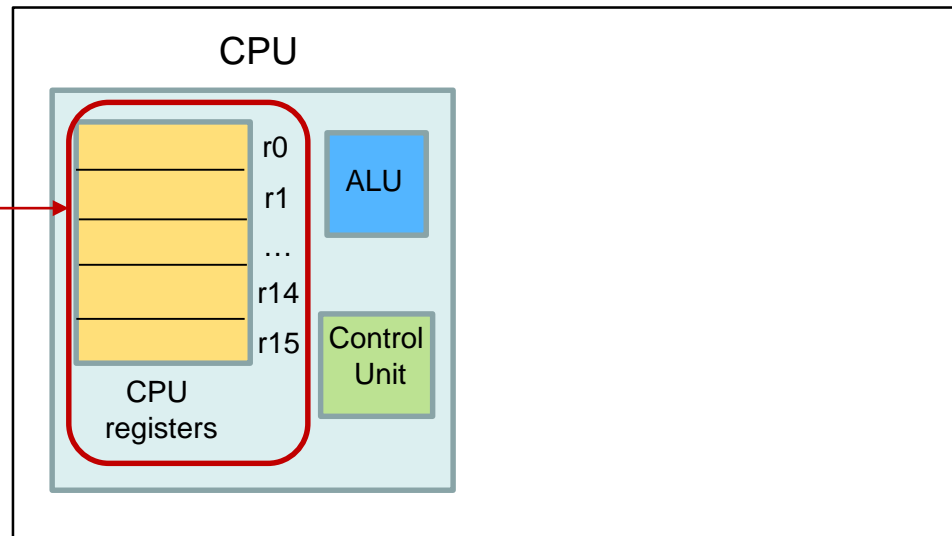 CPU
r0
r1
…
r14
r15
CPU
registers
ALU
Control
Unit